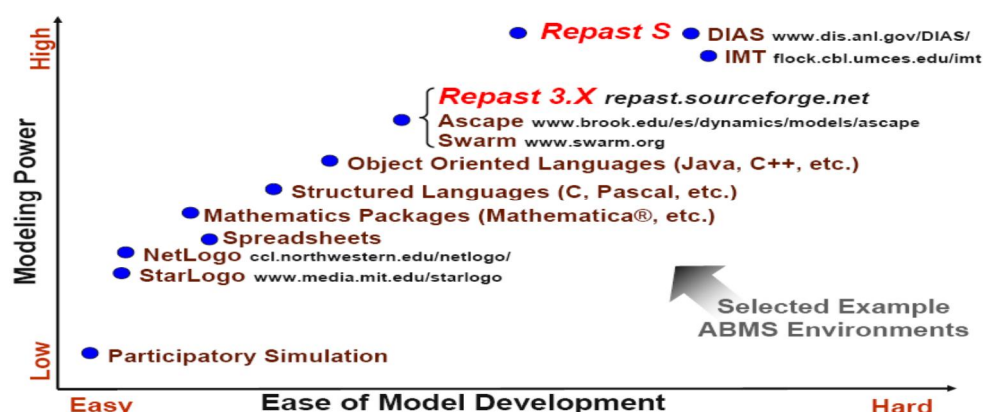 High
Modeling Power
Low
Repast S
DIAS www.dis.anl.gov/DIAS/
IMT flock.cbl.umces.edu/imt
Repast 3.X repast.sourceforge.net
Ascape www.brook.edu/es/dynamics/models/ascape
Swarm www.swarm.org
Object Oriented Languages (Java, C++, etc.)
Structured Languages (C, Pascal, etc.)
Mathematics Packages (Mathematica®, etc.)
Spreadsheets
NetLogo ccl.northwestern.edu/netlogo/
StarLogo www.media.mit.edu/starlogo
Selected Example
ABMS Environments
Participatory Simulation
Easy
Ease of Model Development
Hard